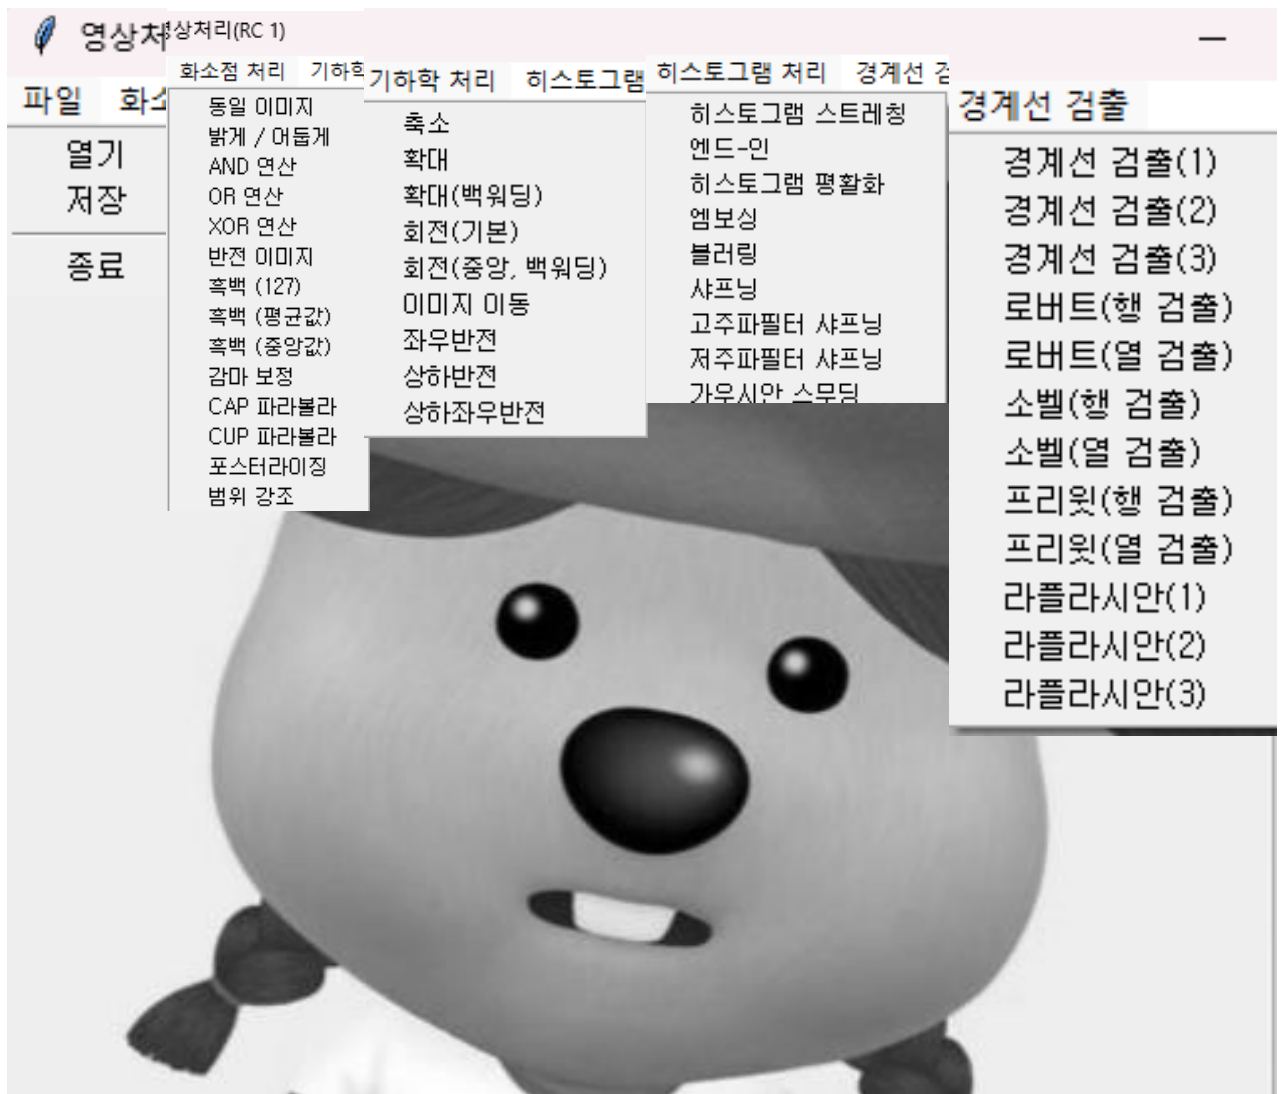 영상처
영상처리(RC 1)
파일 화소
열기
저장
종료
화소점 처리 기하학
동일 이미지
밝게 / 어둡게
AND 연산
OR 연산
XOR 연산
반전 이미지
흑백 (127)
흑백 (평균값)
흑백 (중앙값)
감마 보정
CAP 파라볼라
CUP 파라볼라
포스터라이징
범위 강조
기하학 처리 히스토그램
축소
확대
확대(백워딩)
회전(기본)
회전(중앙, 백워딩)
이미지 이동
좌우반전
상하반전
상하좌우반전
히스토그램 처리 경계선 검
히스토그램 스트레칭
엔드-인
히스토그램 평활화
엠보싱
블러링
샤프닝
고주파필터 샤프닝
저주파필터 샤프닝
가우시안 스무딩
경계선 검출
경계선 검출(1)
경계선 검출(2)
경계선 검출(3)
로버트(행 검출)
로버트(열 검출)
소벨(행 검출)
소벨(열 검출)
프리윗(행 검출)
프리윗(열 검출)
라플라시안(1)
라플라시안(2)
라플라시안(3)